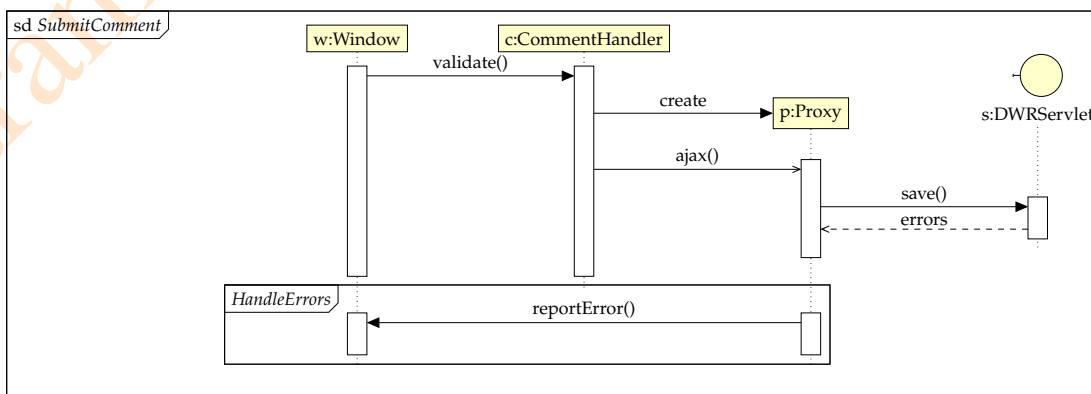 sd SubmitComment
w:Window
c:CommentHandler
validate()
create
p:Proxy
s:DWRServlet
ajax()
save()
errors
HandleErrors
reportError()